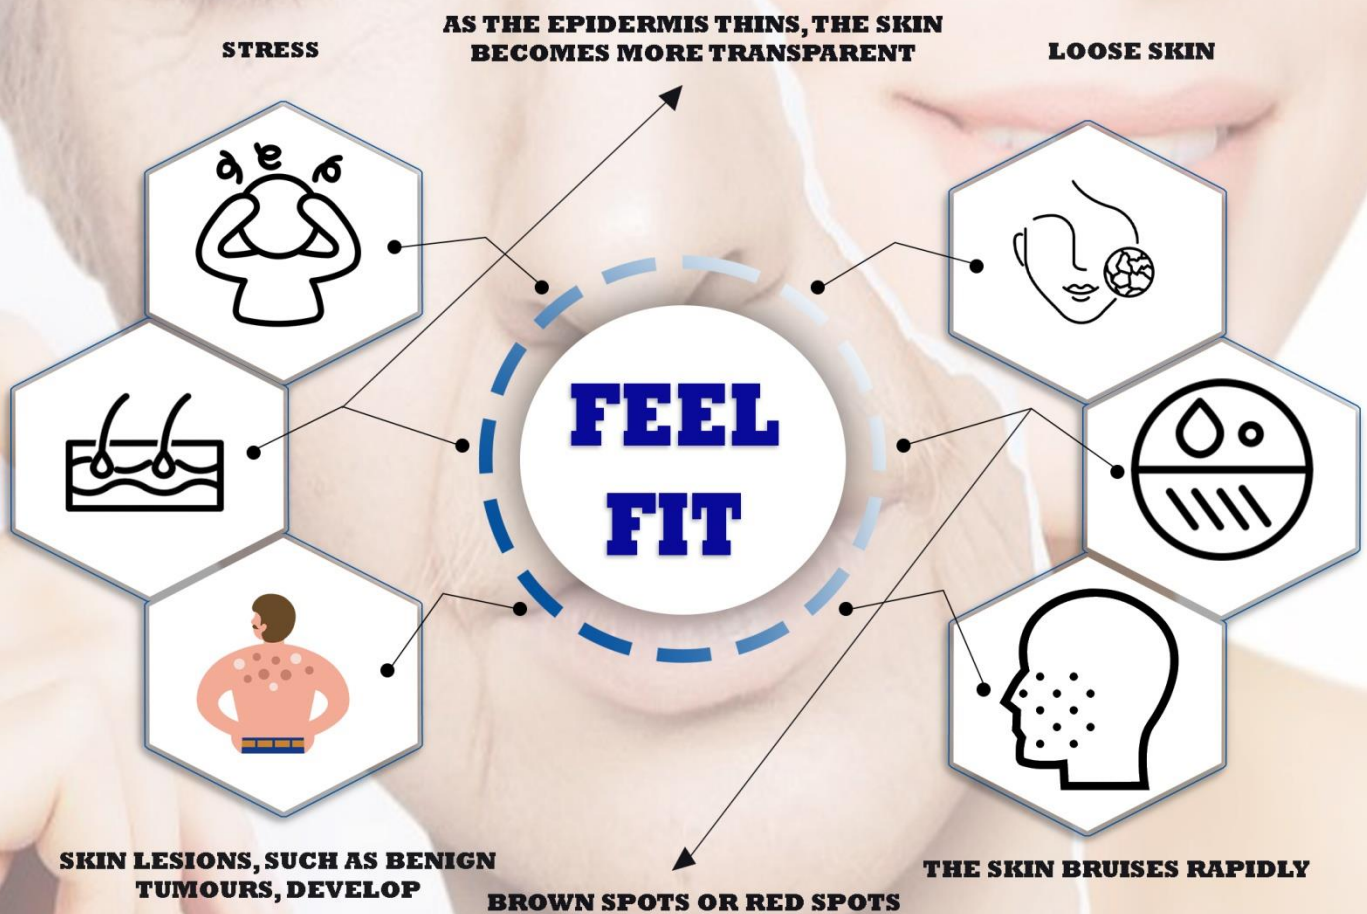 AS THE EPIDERMIS THINS, THE SKIN
BECOMES MORE TRANSPARENT
STRESS
LOOSE SKIN
FEEL
FIT
SKIN LESIONS, SUCH AS BENIGN
TUMOURS, DEVELOP
THE SKIN BRUISES RAPIDLY
BROWN SPOTS OR RED SPOTS